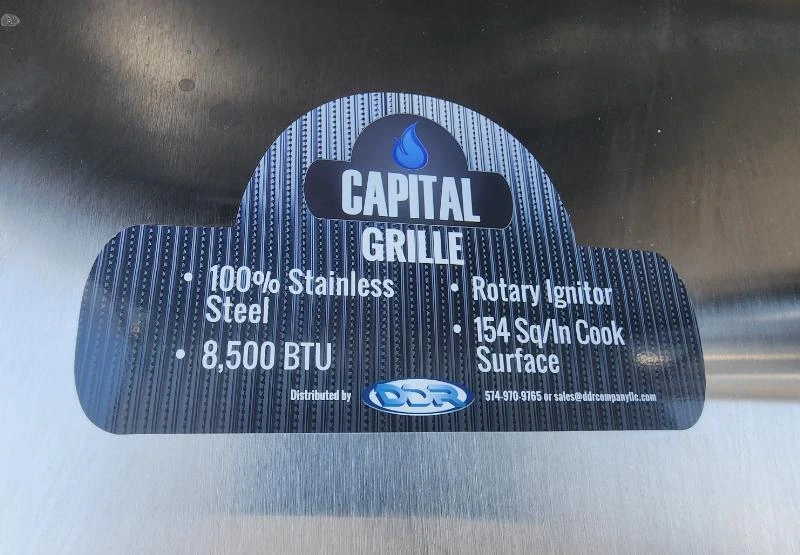 CAPITAL
GRILLE
• 100% Stainless
Steel
• 8,500 BTU
• Rotary Ignitor
• 154 Sq/In Cook
Surface
Distributed by DDR 574-970-9765 or sales@ddrcompanyllc.com